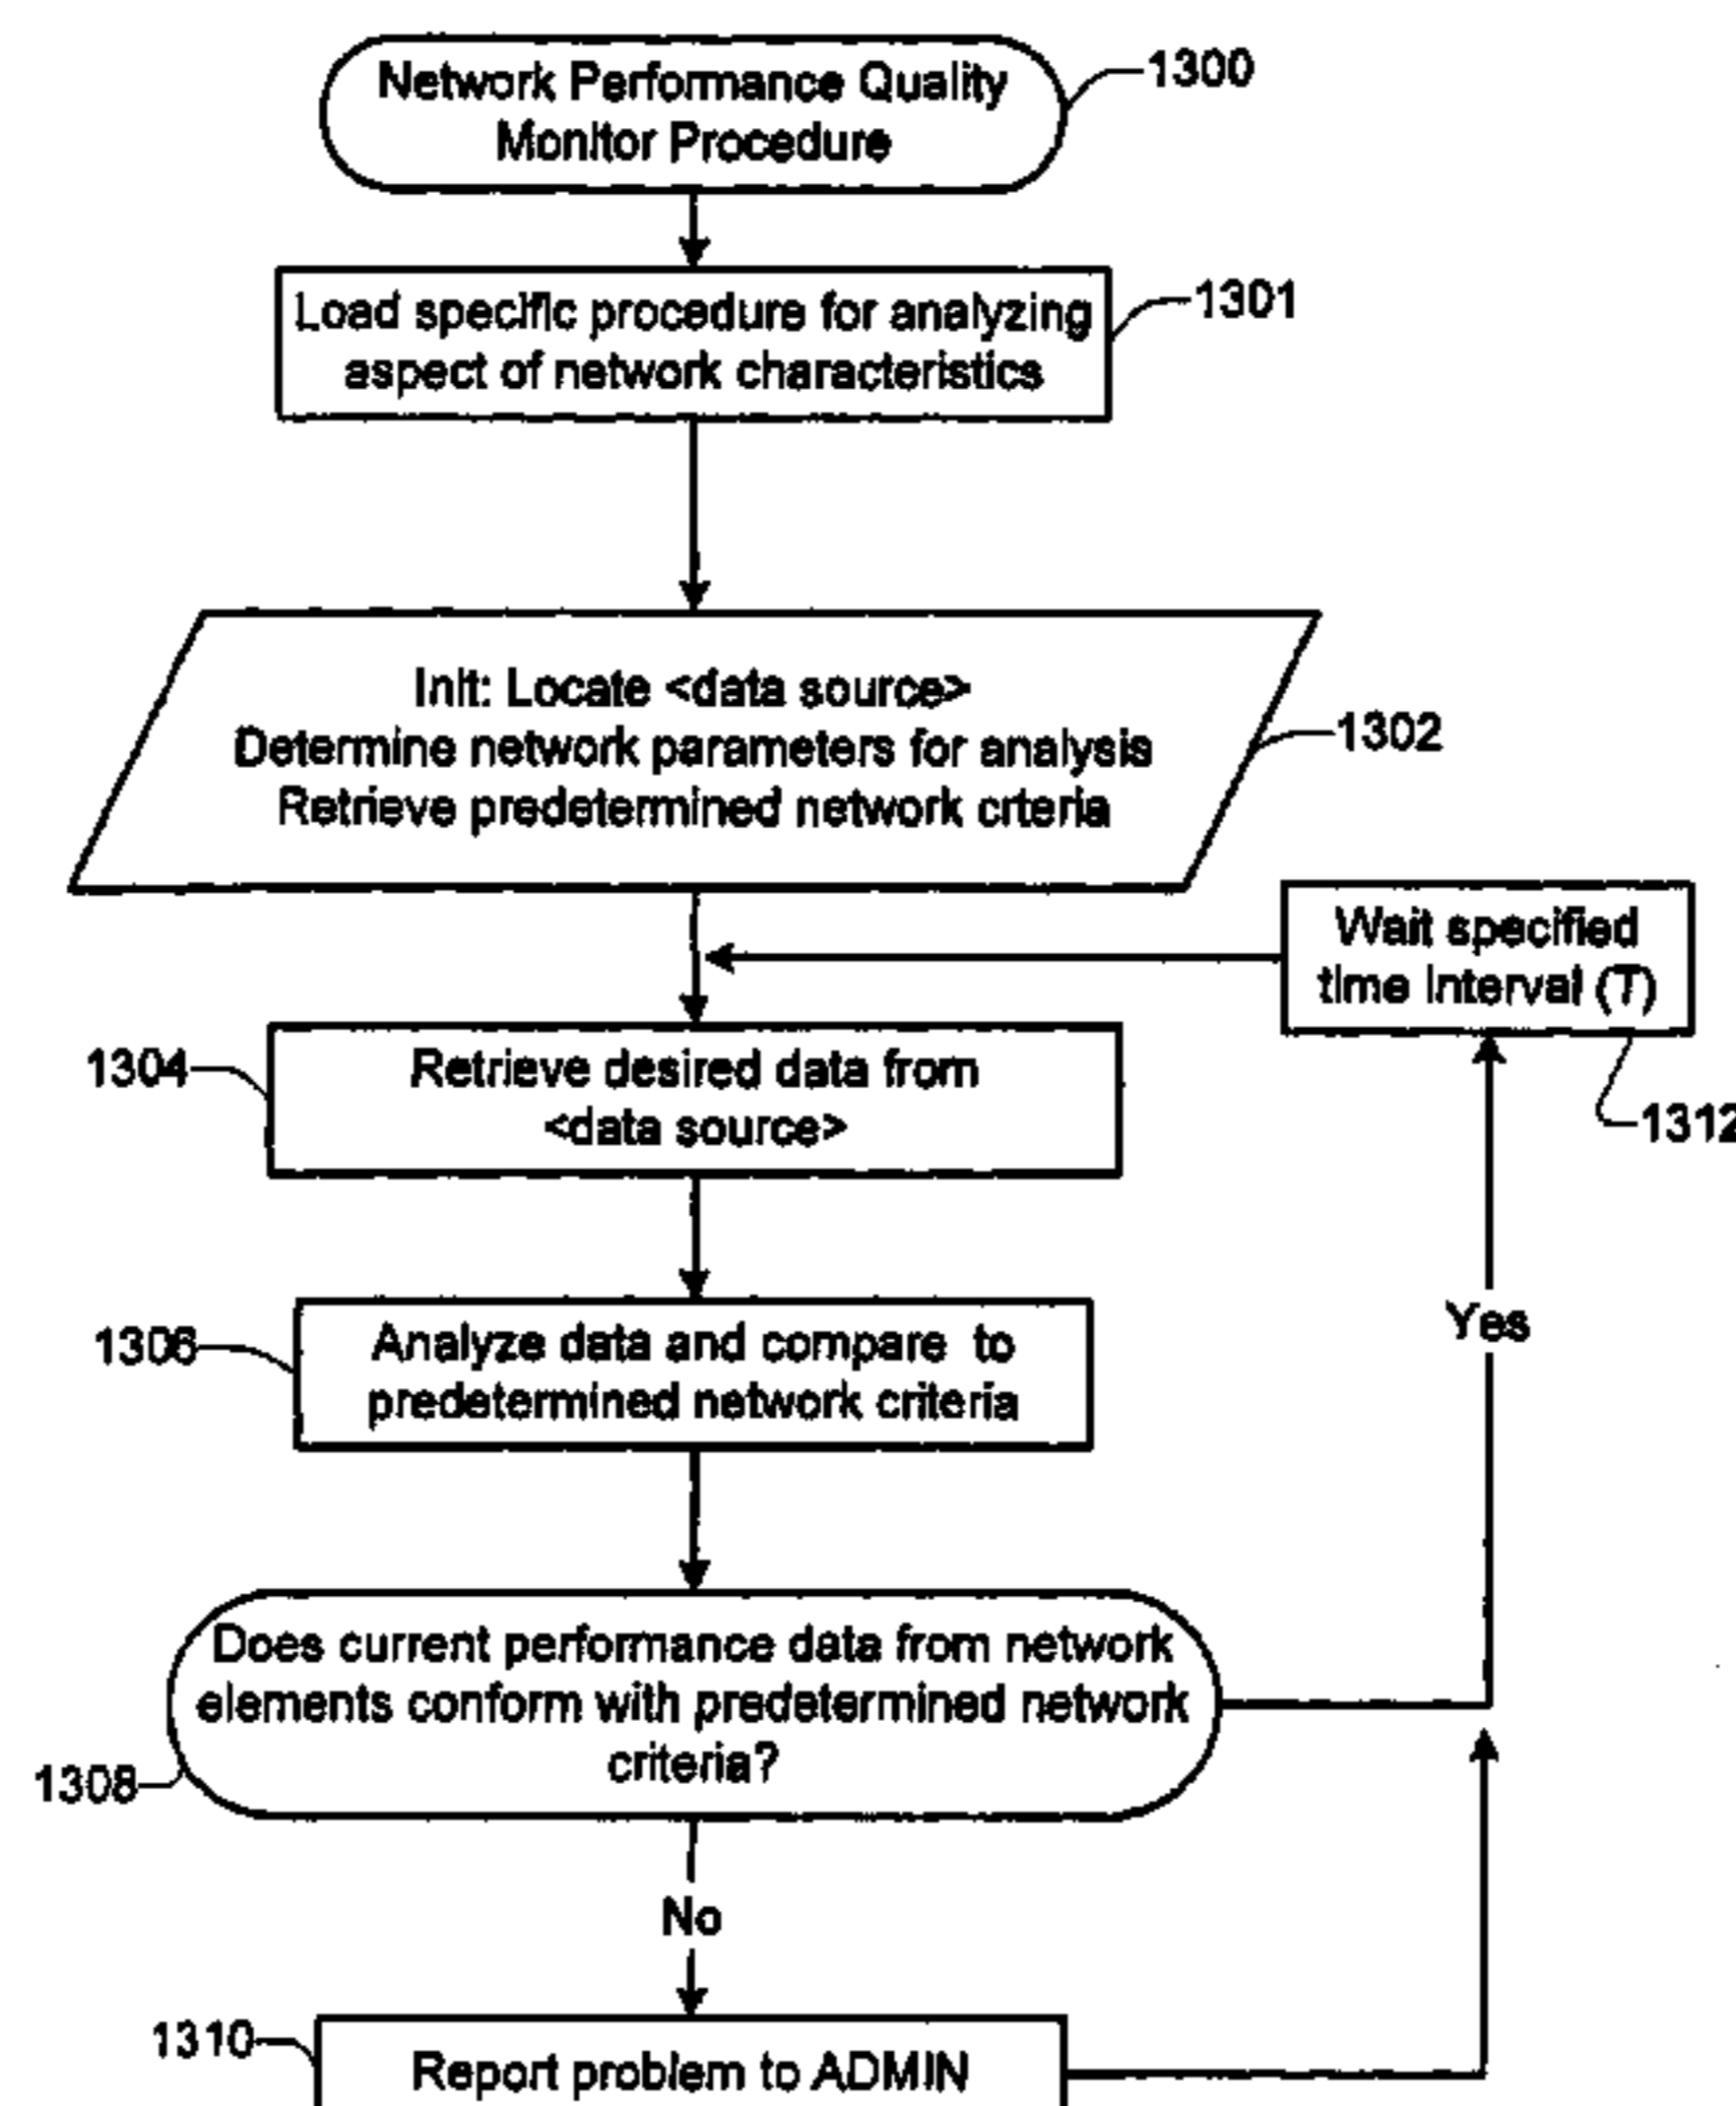 Network Performance Quality
Monitor Procedure
1300
Load specific procedure for analyzing
aspect of network characteristics
1301
Init: Locate <data source>
Determine network parameters for analysis
Retrieve predetermined network crteria
1302
Wait specified
time interval (T)
1312
1304
Retrieve desired data from
<data source>
1306
Analyze data and compare to
predetermined network criteria
Yes
Does current performance data from network
elements conform with predetermined network
criteria?
1308
No
1310
Report problem to ADMIN